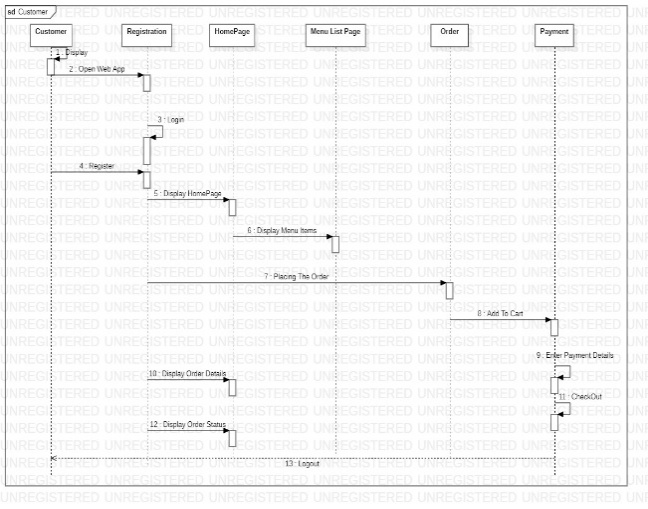 sd Customer
Customer
Registration
HomePage
Menu List Page
Order
Payment
1 : Display
2 : Open Web App
3 : Login
4 : Register
5 : Display HomePage
6 : Display Menu Items
7 : Placing The Order
8 : Add To Cart
9 : Enter Payment Details
10 : Display Order Details
11 : CheckOut
12 : Display Order Status
13 : Logout
UNREGISTERED